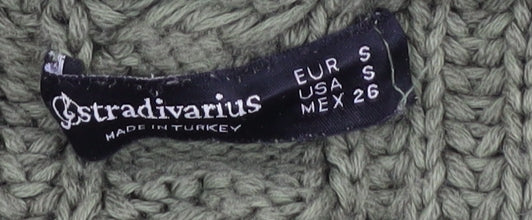 stradivarius
MADE IN TURKEY
EUR S
USA S
MEX 26